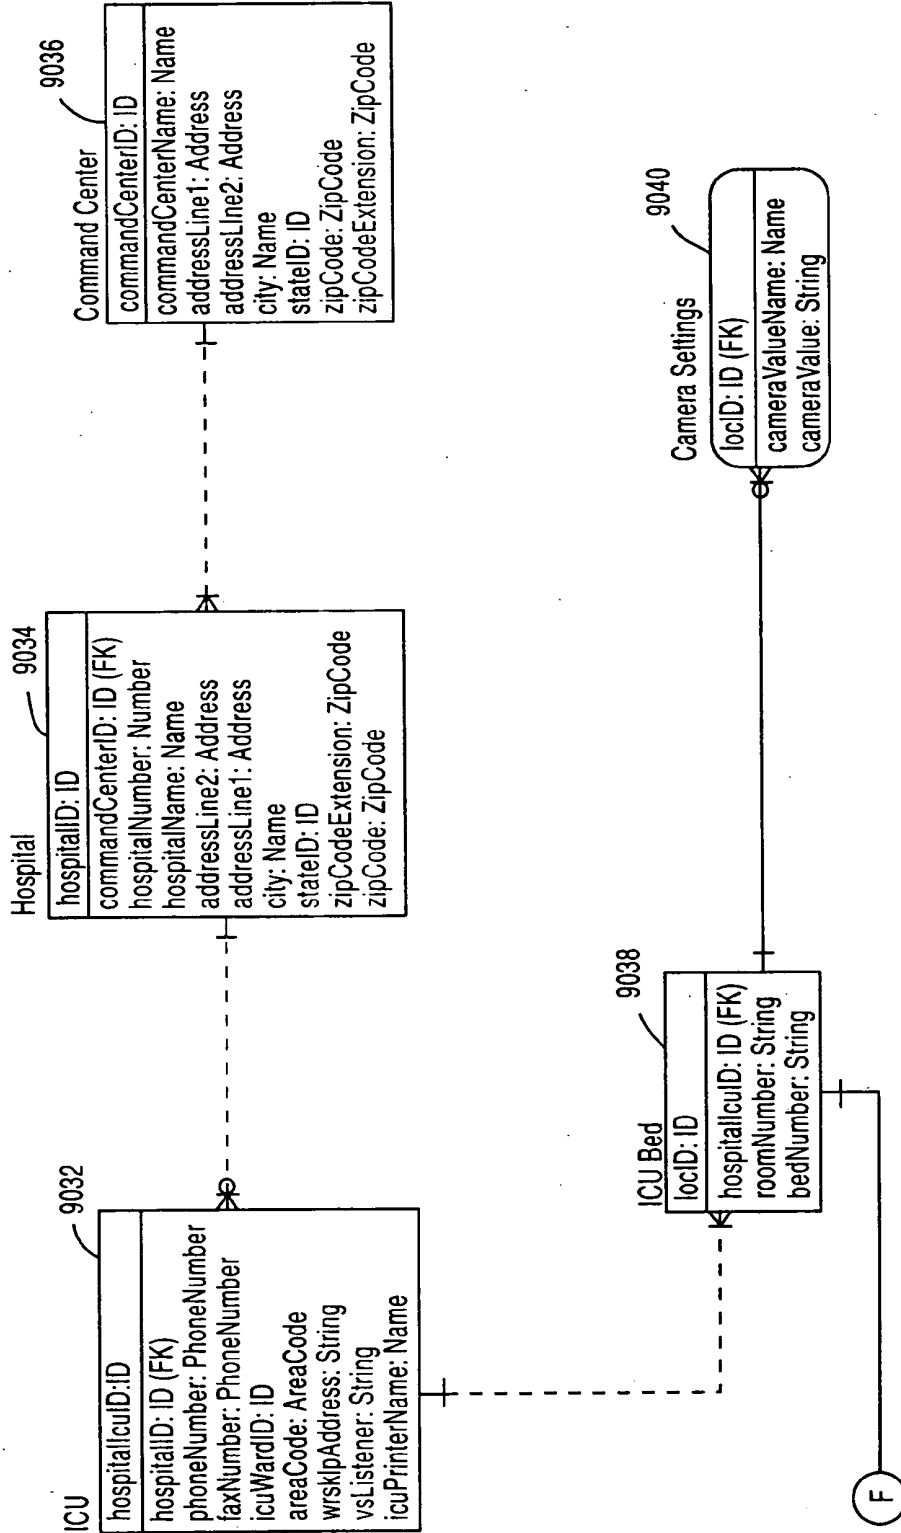 Command Center
9036
commandCenterID: ID
commandCenterName: Name
addressLine1: Address
addressLIne2: Address
city: Name
stateID: ID
zipCode: ZipCode
zipCodeExtension: ZipCode
Hospital
9034
hospitalID: ID
commandCenterID: ID (FK)
hospitalNumber: Number
hospitalName: Name
addressLine2: Address
addressLine1: Address
city: Name
stateID: ID
zipCodeExtension: ZipCode
zipCode: ZipCode
ICU
9032
hospitalIcuID:ID
hospitalID: ID (FK)
phoneNumber: PhoneNumber
faxNumber: PhoneNumber
icuWardID: ID
areaCode: AreaCode
wrskIpAddress: String
vsListener: String
icuPrinterName: Name
ICU Bed
9038
locID: ID
hospitalIcuID: ID (FK)
roomNumber: String
bedNumber: String
Camera Settings
9040
locID: ID (FK)
cameraValueName: Name
cameraValue: String
F